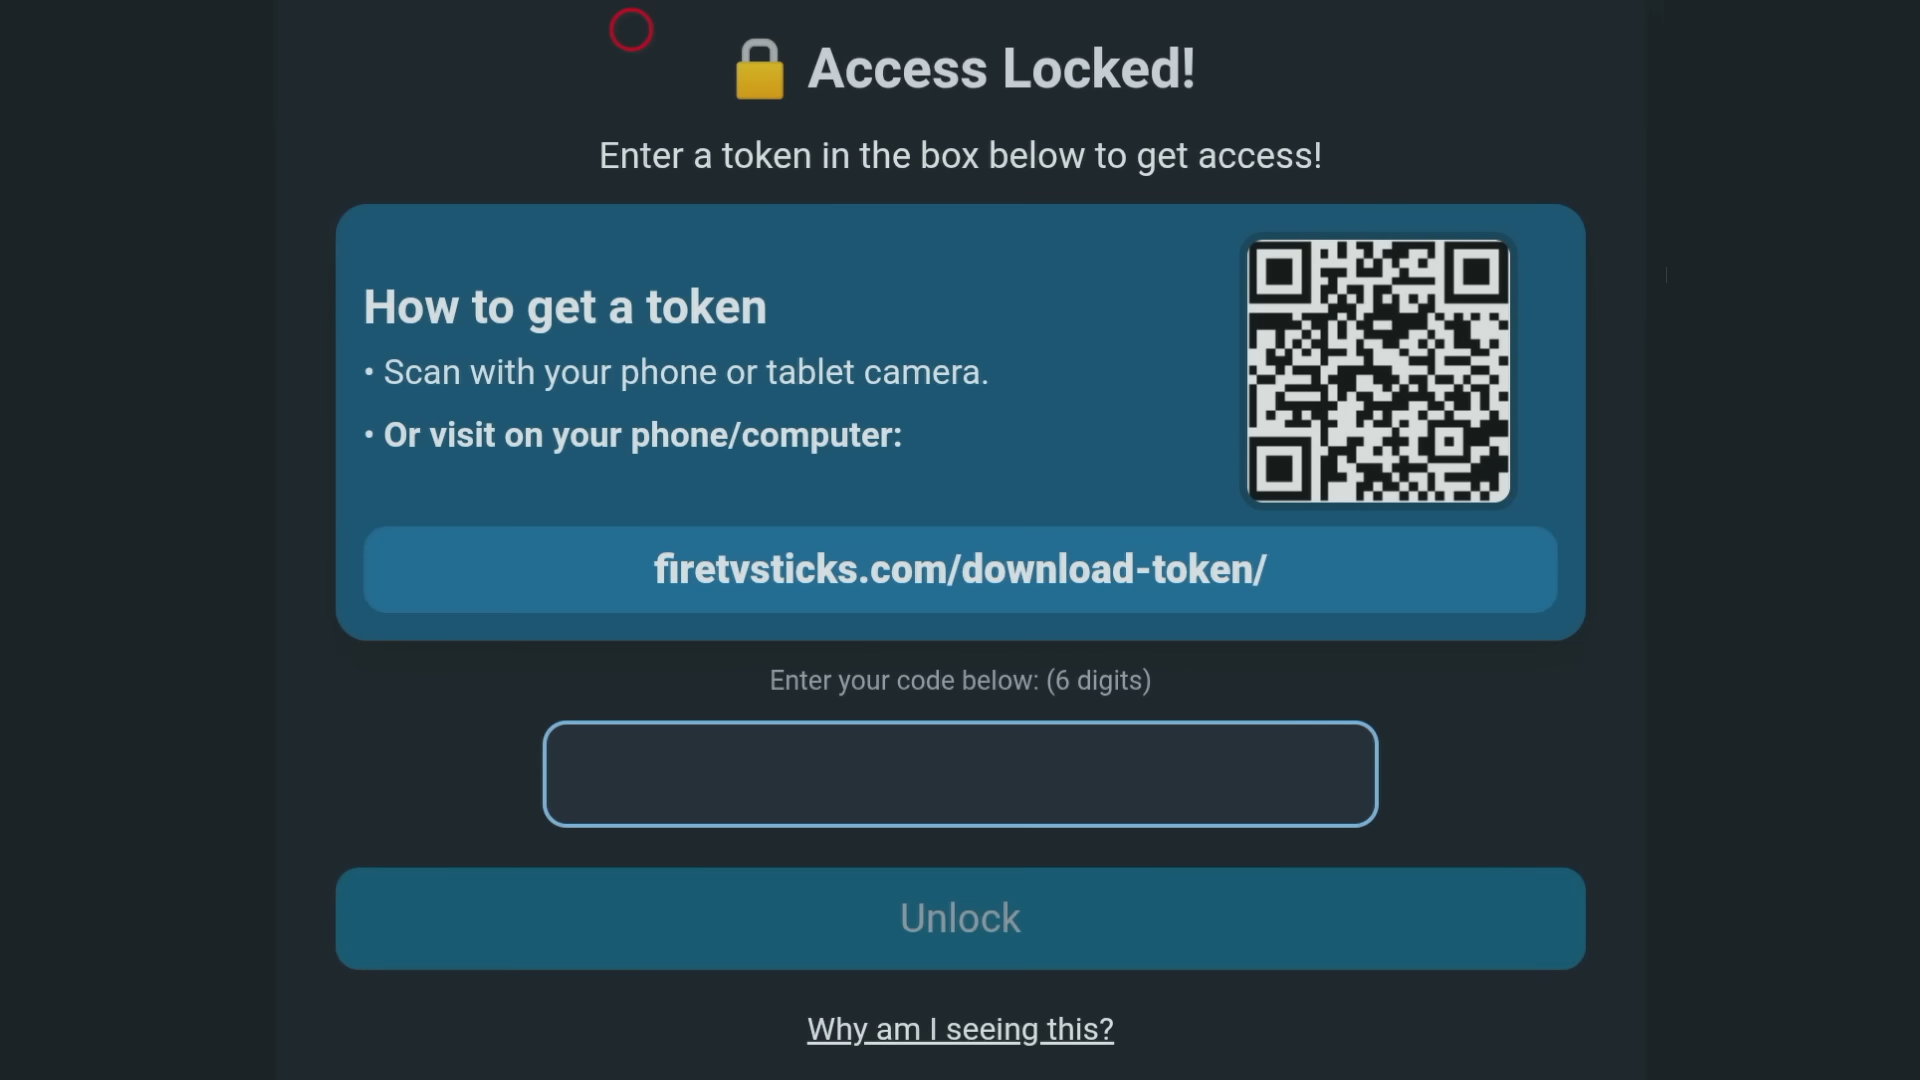 Access Locked!
Enter a token in the box below to get access!
How to get a token
• Scan with your phone or tablet camera.
• Or visit on your phone/computer:
firetvsticks.com/download-token/
Enter your code below: (6 digits)
Unlock
Why am I seeing this?